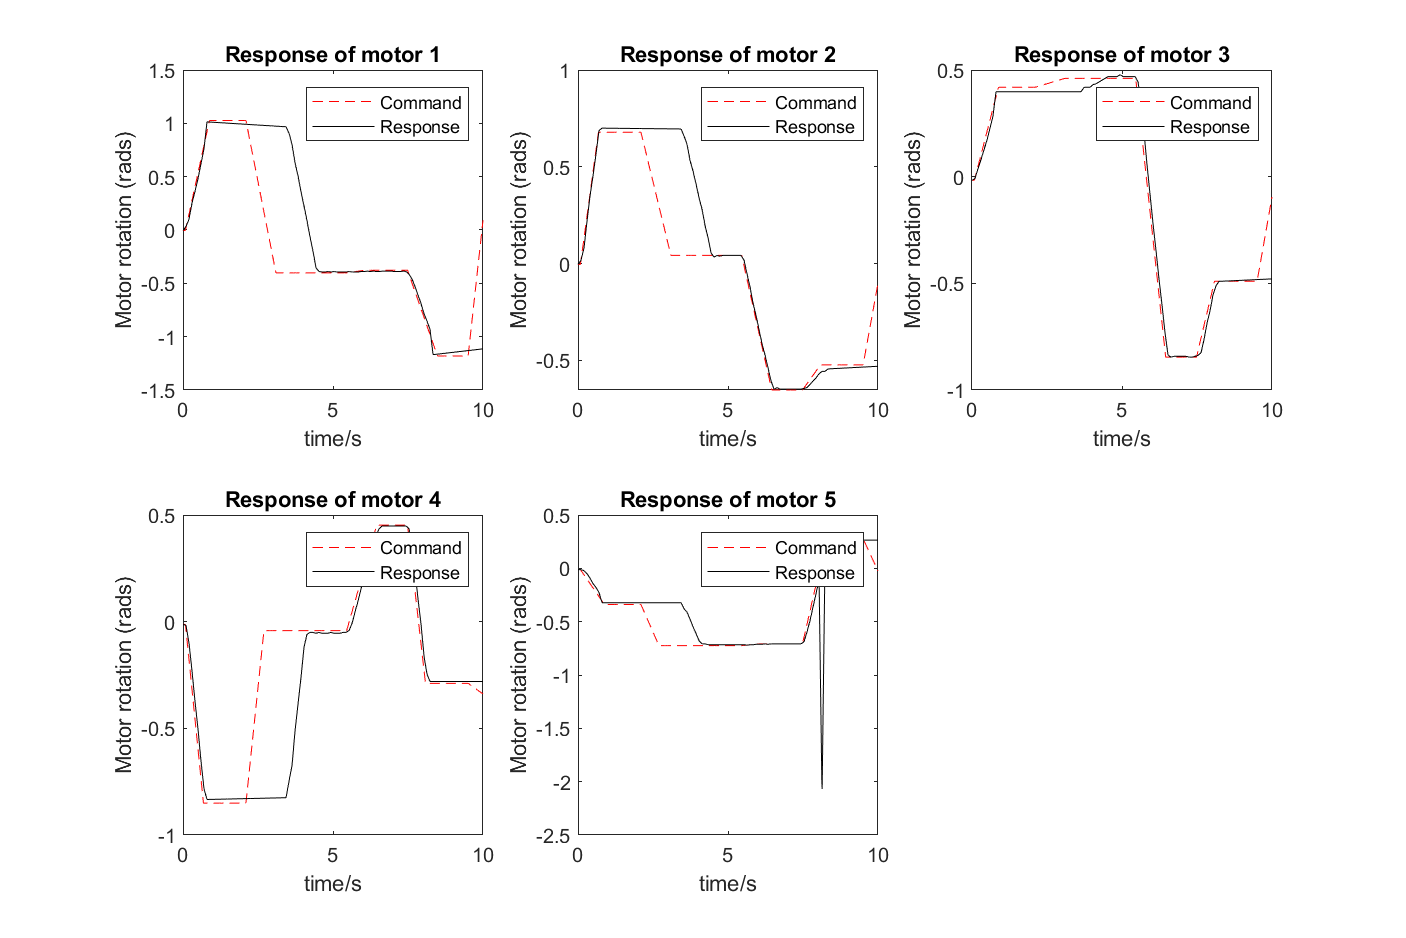 Response of motor 1
1.5
1
0.5
0
-0.5
-1
-1.5
Motor rotation (rads)
Command
Response
0
5
10
time/s
Response of motor 2
1
0.5
0
-0.5
Motor rotation (rads)
Command
Response
0
5
10
time/s
Response of motor 3
0.5
0
-0.5
-1
Motor rotation (rads)
Command
Response
0
5
10
time/s
Response of motor 4
0.5
0
-0.5
-1
Motor rotation (rads)
Command
Response
0
5
10
time/s
Response of motor 5
0.5
0
-0.5
-1
-1.5
-2
-2.5
Motor rotation (rads)
Command
Response
0
5
10
time/s